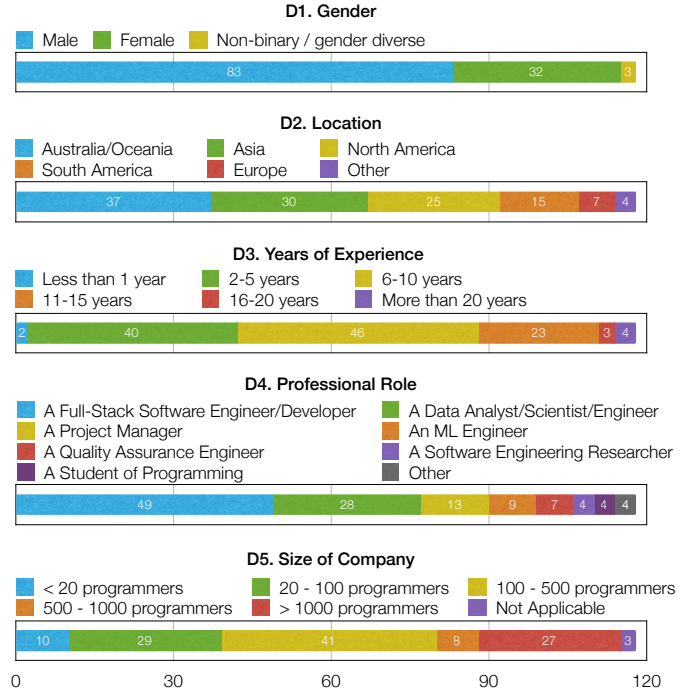 D1. Gender
Male Female Non-binary / gender diverse
83 32 3
D2. Location
Australia/Oceania Asia North America
South America Europe Other
37 30 25 15 7 4
D3. Years of Experience
Less than 1 year 2-5 years 6-10 years
11-15 years 16-20 years More than 20 years
2 40 46 23 3 4
D4. Professional Role
A Full-Stack Software Engineer/Developer A Data Analyst/Scientist/Engineer
A Project Manager An ML Engineer
A Quality Assurance Engineer A Software Engineering Researcher
A Student of Programming Other
49 28 13 9 7 4 4 4
D5. Size of Company
< 20 programmers 20 - 100 programmers 100 - 500 programmers
500 - 1000 programmers > 1000 programmers Not Applicable
10 29 41 8 27 3
0 30 60 90 120